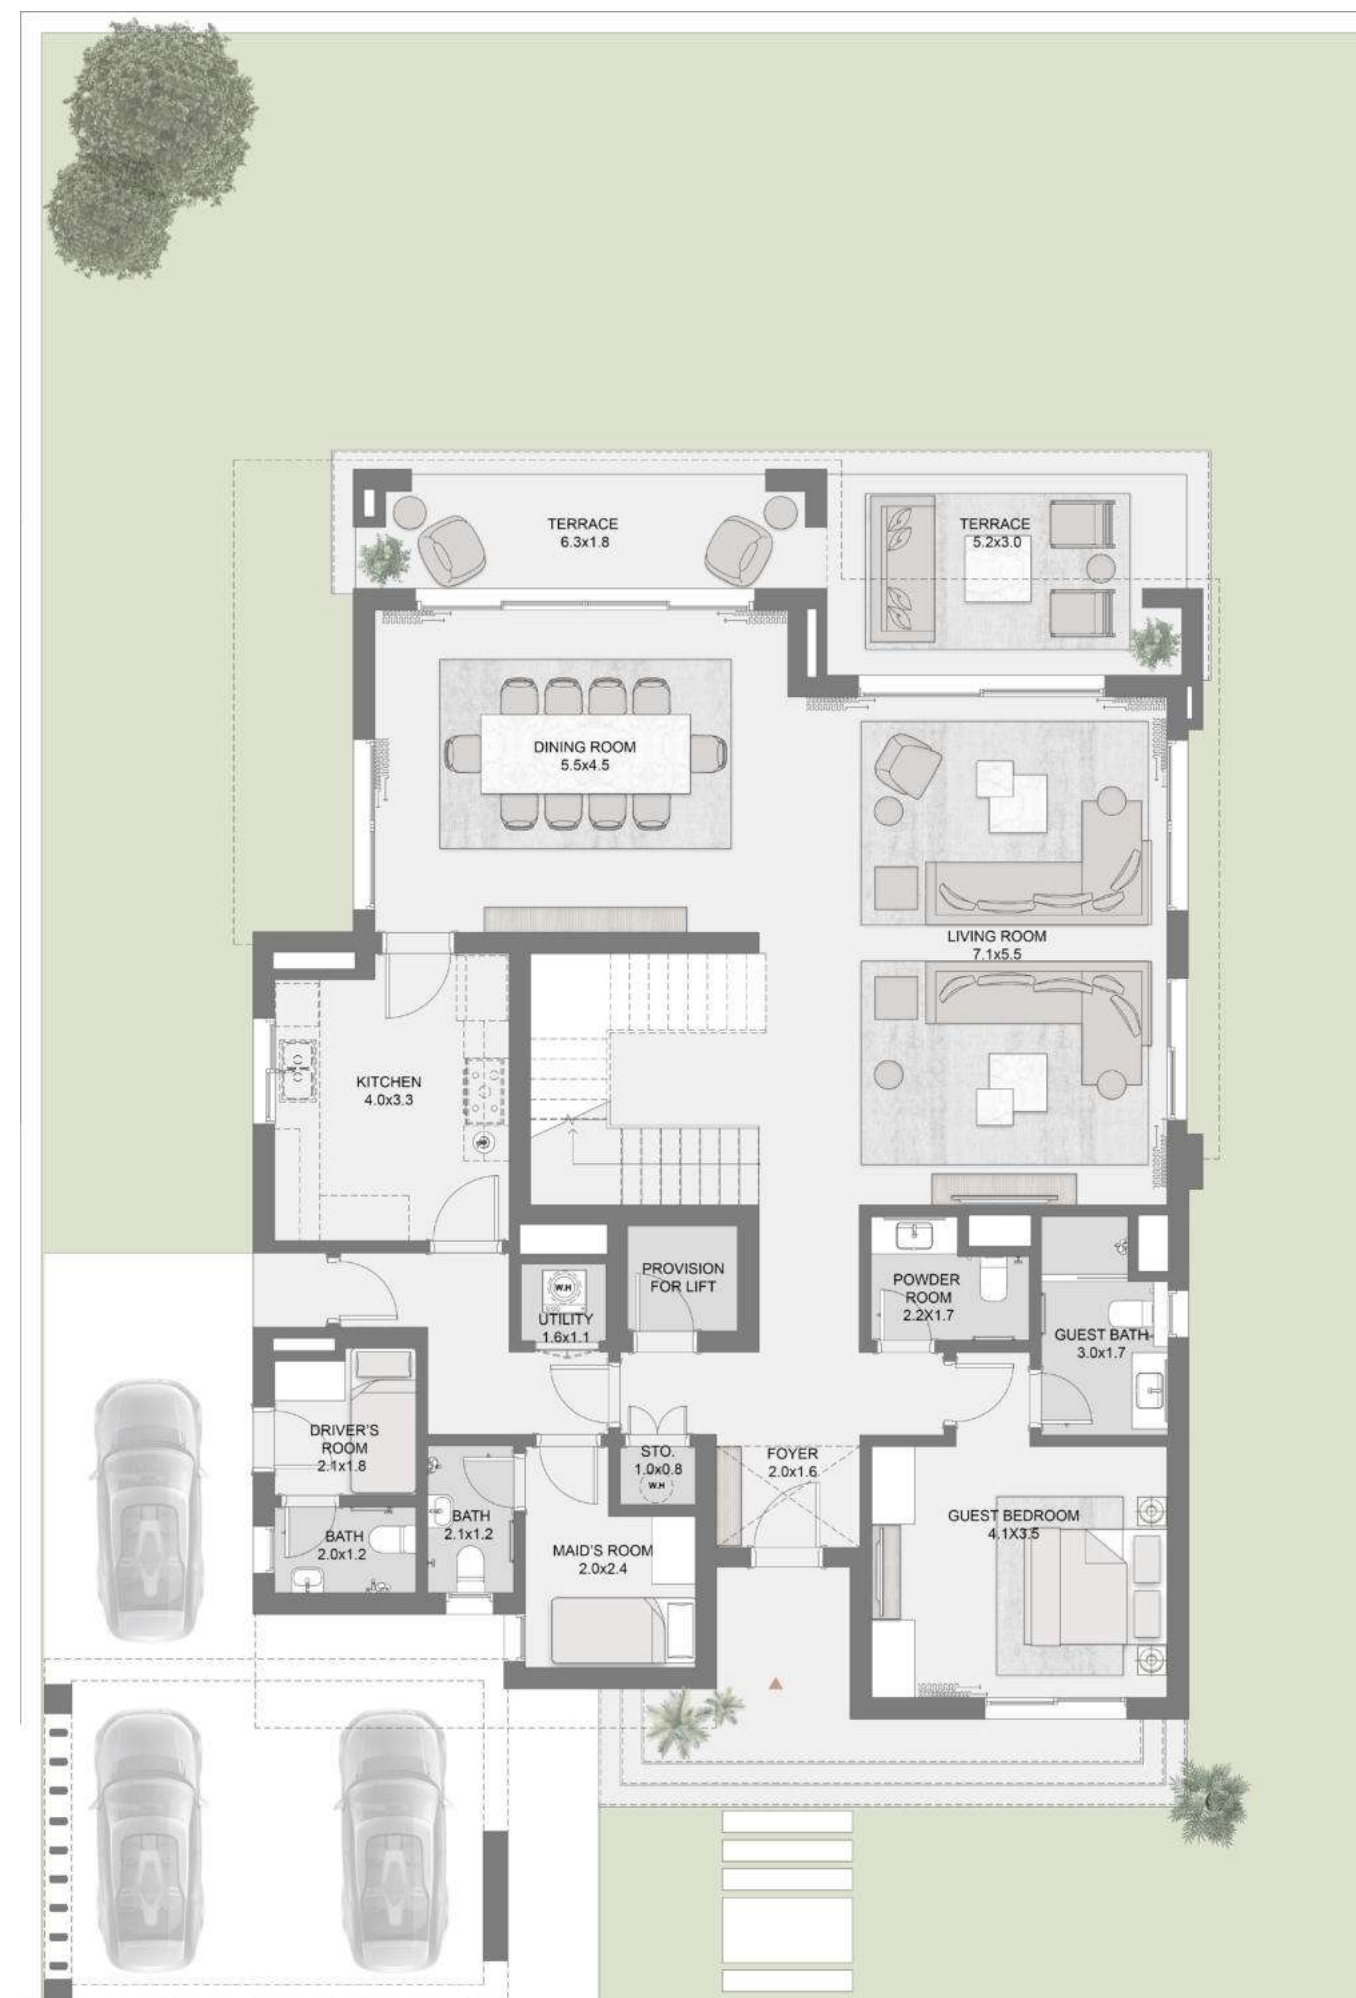 TERRACE
6.3x1.8
TERRACE
5.2x3.0
DINING ROOM
5.5x4.5
LIVING ROOM
7.1x5.5
KITCHEN
4.0x3.3
PROVISION
FOR LIFT
POWDER
ROOM
2.2X1.7
W.H
UTILITY
1.6x1.1
GUEST BATH
3.0x1.7
DRIVER'S
ROOM
2.1x1.8
STO.
1.0x0.8
W.H
FOYER
2.0x1.6
BATH
2.0x1.2
BATH
2.1x1.2
MAID'S ROOM
2.0x2.4
GUEST BEDROOM
4.1X3.5